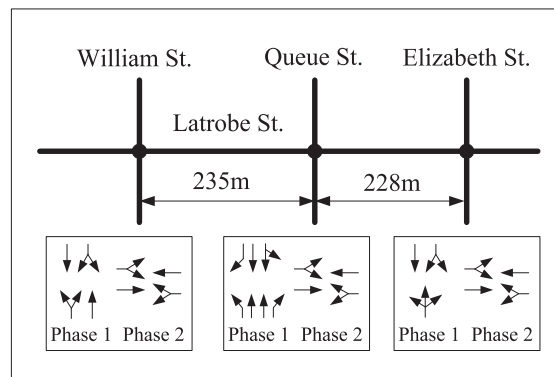 William St.
Queue St.
Elizabeth St.
Latrobe St.
235m
228m
Phase 1 Phase 2
Phase 1 Phase 2
Phase 1 Phase 2